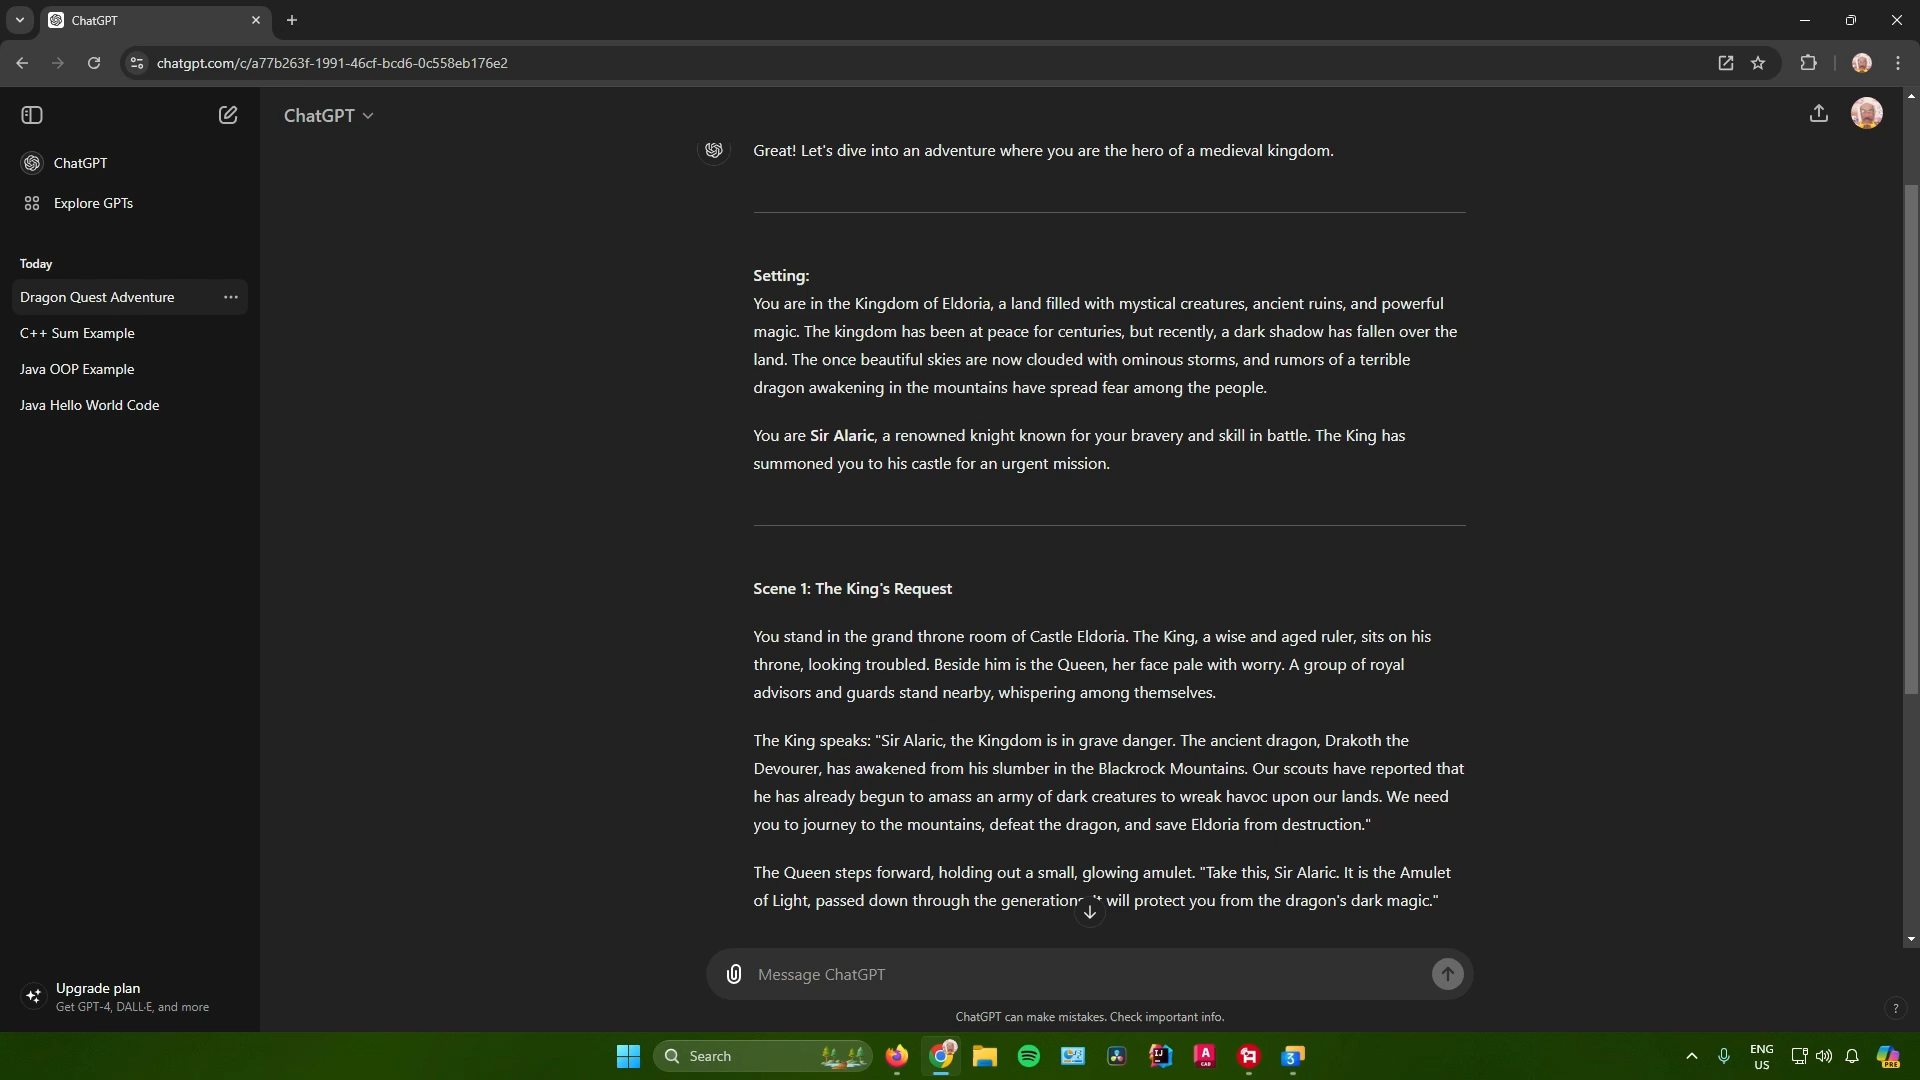 ChatGPT
chatgpt.com/c/a77b263f-1991-46cf-bcd6-0c558eb176e2
ChatGPT
ChatGPT
Explore GPTs
Today
Dragon Quest Adventure
C++ Sum Example
Java OOP Example
Java Hello World Code
Upgrade plan
Get GPT-4, DALL·E, and more
Great! Let's dive into an adventure where you are the hero of a medieval kingdom.
Setting:
You are in the Kingdom of Eldoria, a land filled with mystical creatures, ancient ruins, and powerful
magic. The kingdom has been at peace for centuries, but recently, a dark shadow has fallen over the
land. The once beautiful skies are now clouded with ominous storms, and rumors of a terrible
dragon awakening in the mountains have spread fear among the people.
You are Sir Alaric, a renowned knight known for your bravery and skill in battle. The King has
summoned you to his castle for an urgent mission.
Scene 1: The King's Request
You stand in the grand throne room of Castle Eldoria. The King, a wise and aged ruler, sits on his
throne, looking troubled. Beside him is the Queen, her face pale with worry. A group of royal
advisors and guards stand nearby, whispering among themselves.
The King speaks: "Sir Alaric, the Kingdom is in grave danger. The ancient dragon, Drakoth the
Devourer, has awakened from his slumber in the Blackrock Mountains. Our scouts have reported that
he has already begun to amass an army of dark creatures to wreak havoc upon our lands. We need
you to journey to the mountains, defeat the dragon, and save Eldoria from destruction."
The Queen steps forward, holding out a small, glowing amulet. "Take this, Sir Alaric. It is the Amulet
of Light, passed down through the generations. It will protect you from the dragon's dark magic."
Message ChatGPT
ChatGPT can make mistakes. Check important info.
?
Search
ENG
US